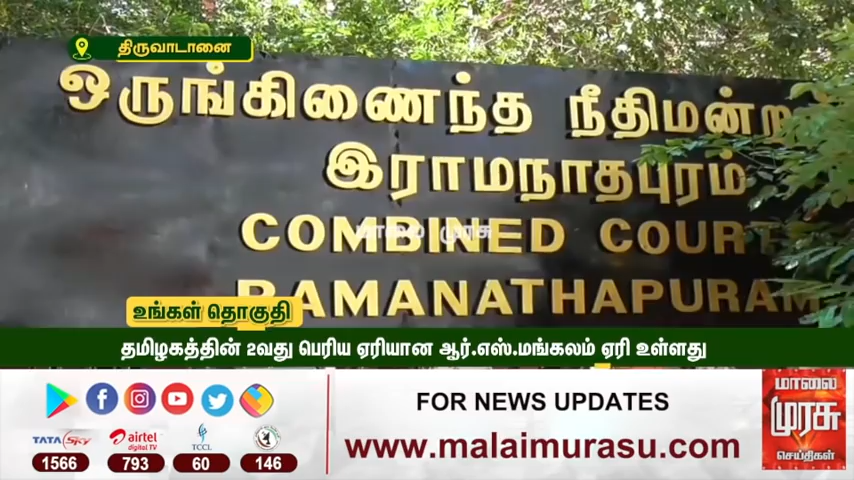 திருவாடானை
ஒருங்கிணைந்த நீதிமன்ற
இராமநாதபுரம்
COMBINED COURT
மாலை முரசு
RAMANATHAPURAM
உங்கள் தொகுதி
தமிழகத்தின் 2வது பெரிய ஏரியான ஆர்.எஸ்.மங்கலம் ஏரி உள்ளது
FOR NEWS UPDATES
www.malaimurasu.com
TATA SKY
airtel digital TV
TCCL
1566
793
60
146
மாலை
முரசு
செய்திகள்